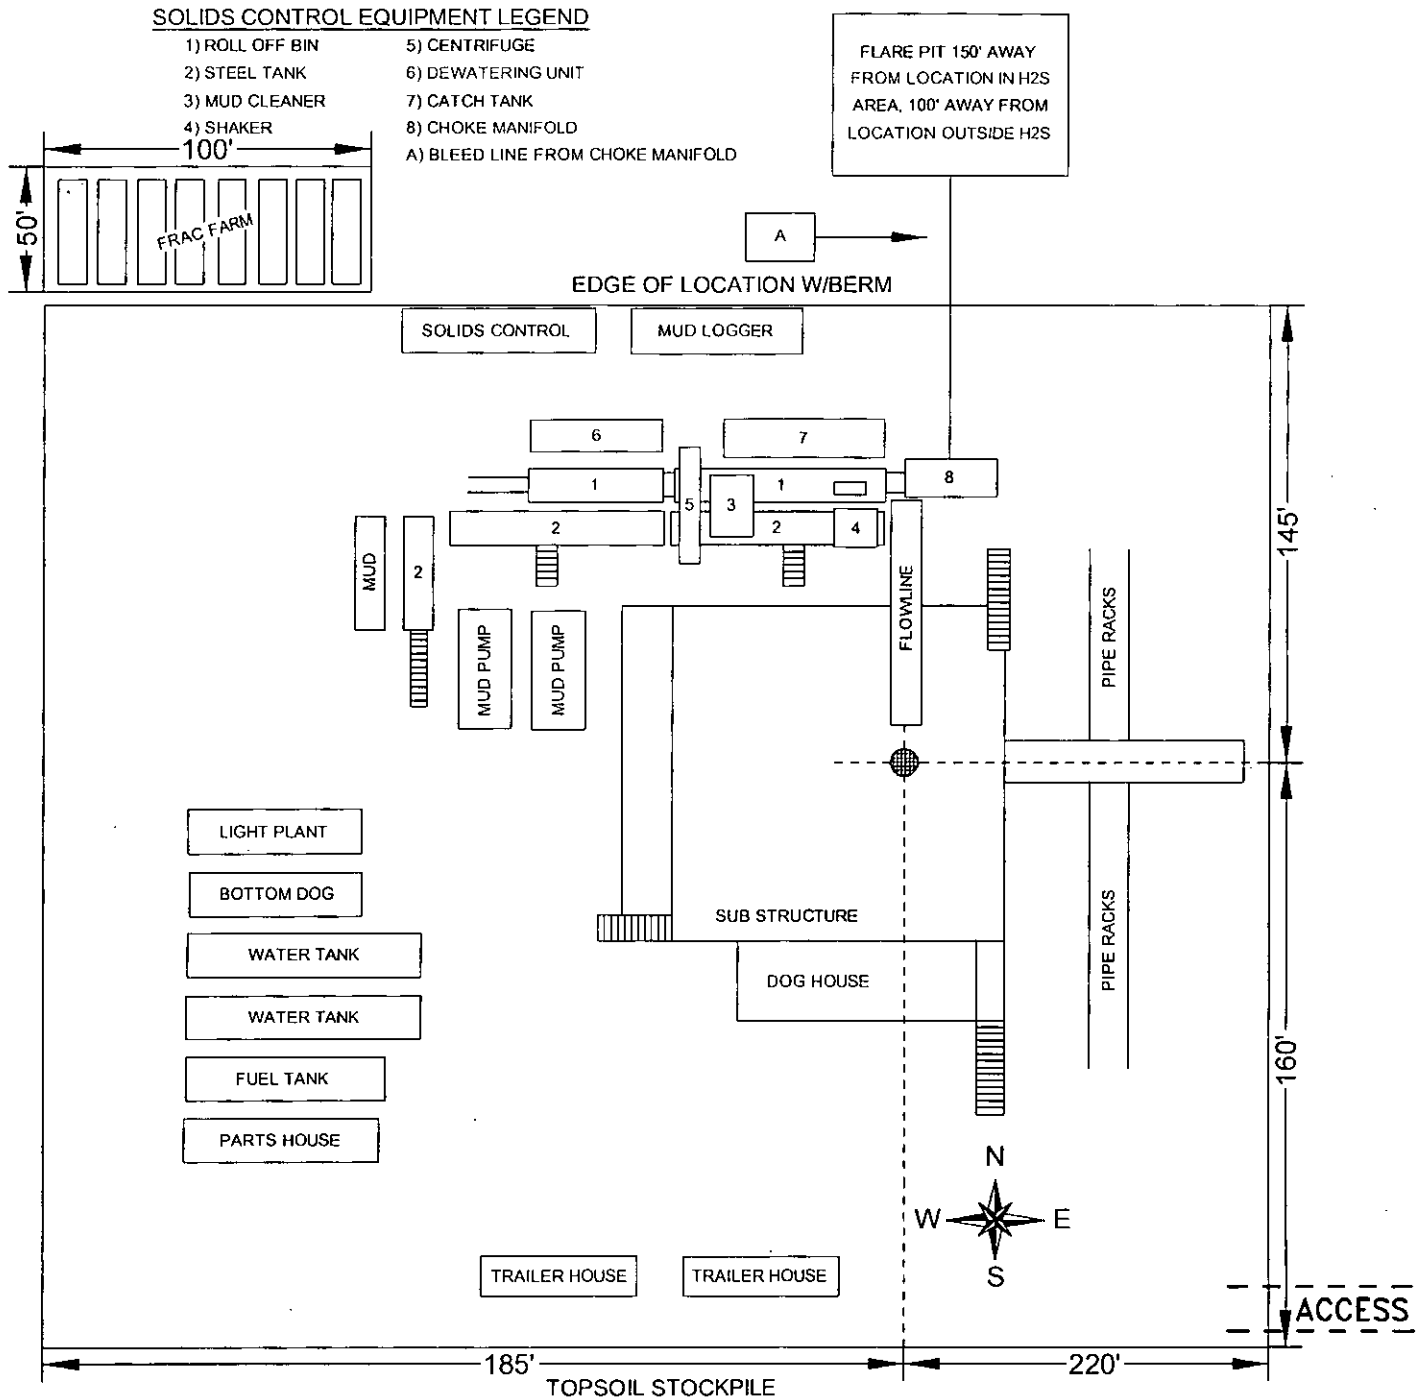 SOLIDS CONTROL EQUIPMENT LEGEND
1) ROLL OFF BIN
2) STEEL TANK
3) MUD CLEANER
4) SHAKER
5) CENTRIFUGE
6) DEWATERING UNIT
7) CATCH TANK
8) CHOKE MANIFOLD
A) BLEED LINE FROM CHOKE MANIFOLD
FLARE PIT 150' AWAY
FROM LOCATION IN H2S
AREA, 100' AWAY FROM
LOCATION OUTSIDE H2S
100'
50'
FRAC FARM
A
EDGE OF LOCATION W/BERM
SOLIDS CONTROL
MUD LOGGER
6
7
1
1
8
5
3
2
2
4
MUD
2
MUD PUMP
MUD PUMP
FLOWLINE
PIPE RACKS
145'
LIGHT PLANT
BOTTOM DOG
WATER TANK
WATER TANK
FUEL TANK
PARTS HOUSE
SUB STRUCTURE
DOG HOUSE
PIPE RACKS
160'
N
W
E
S
TRAILER HOUSE
TRAILER HOUSE
ACCESS
185'
220'
TOPSOIL STOCKPILE